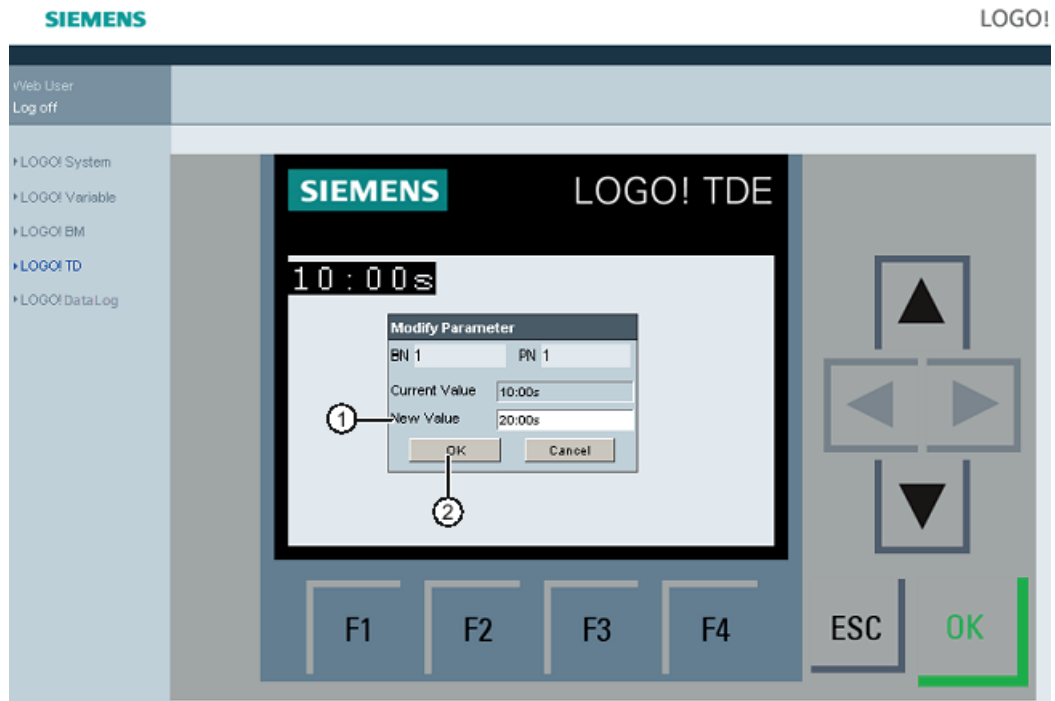 SIEMENS LOGO!
Web User
Log off
LOGO! System
LOGO! Variable
LOGO! BM
LOGO! TD
LOGO! DataLog
SIEMENS LOGO! TDE
10:00s
Modify Parameter
BN 1 PN 1
Current Value 10:00s
1 New Value 20:00s
OK Cancel
2
F1 F2 F3 F4 ESC OK